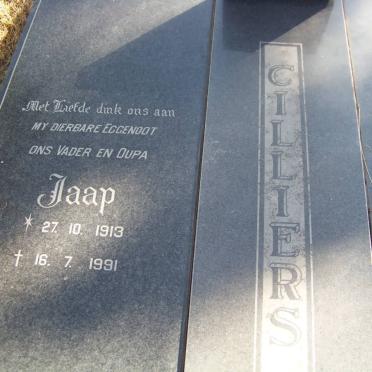 Met Liefde dink ons aan
MY DIERBARE EGGENOOT
ONS VADER EN OUPA
Jaap
* 27. 10. 1913
† 16. 7. 1991
CILLIERS